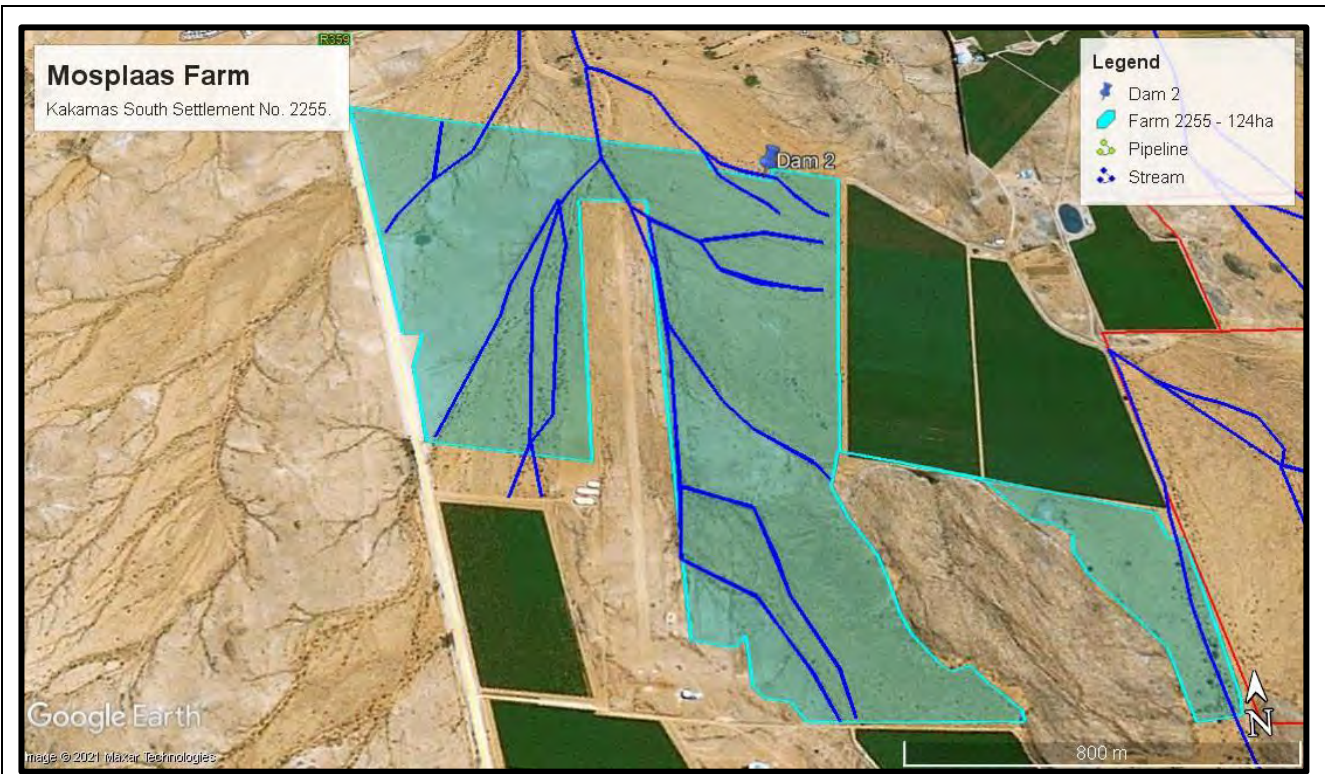 R359
Mosplaas Farm
Kakamas South Settlement No. 2255.
Legend
Dam 2
Farm 2255 - 124ha
Pipeline
Stream
Dam 2
N
Google Earth
800 m
Image © 2021 Maxar Technologies